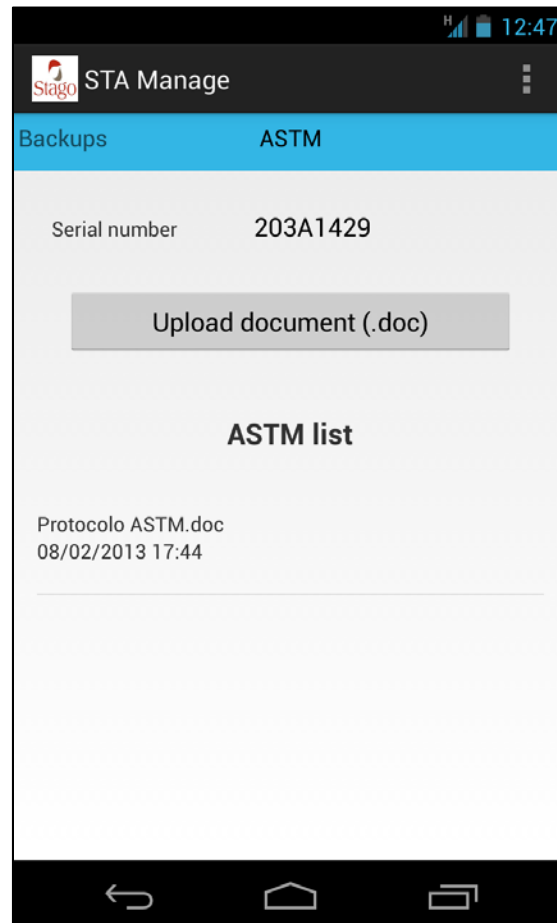 H 12:47
Stago STA Manage
Backups ASTM
Serial number 203A1429
Upload document (.doc)
ASTM list
Protocolo ASTM.doc
08/02/2013 17:44